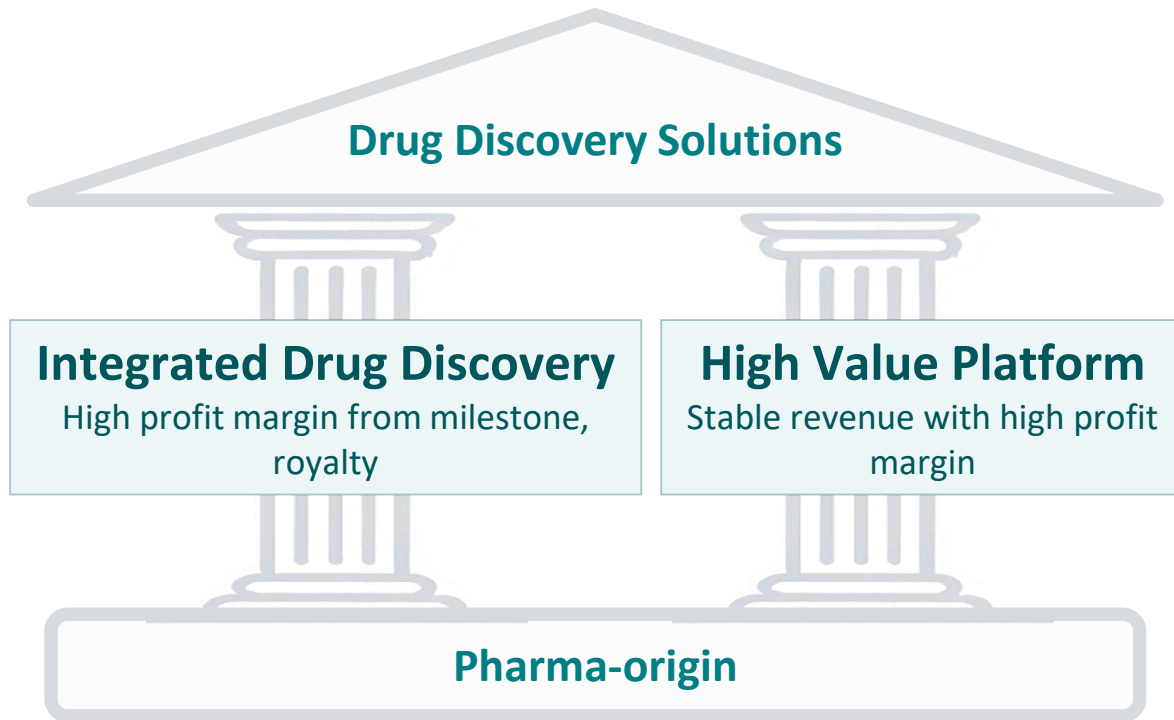 Drug Discovery Solutions
Integrated Drug Discovery
High profit margin from milestone,
royalty
High Value Platform
Stable revenue with high profit
margin
Pharma-origin